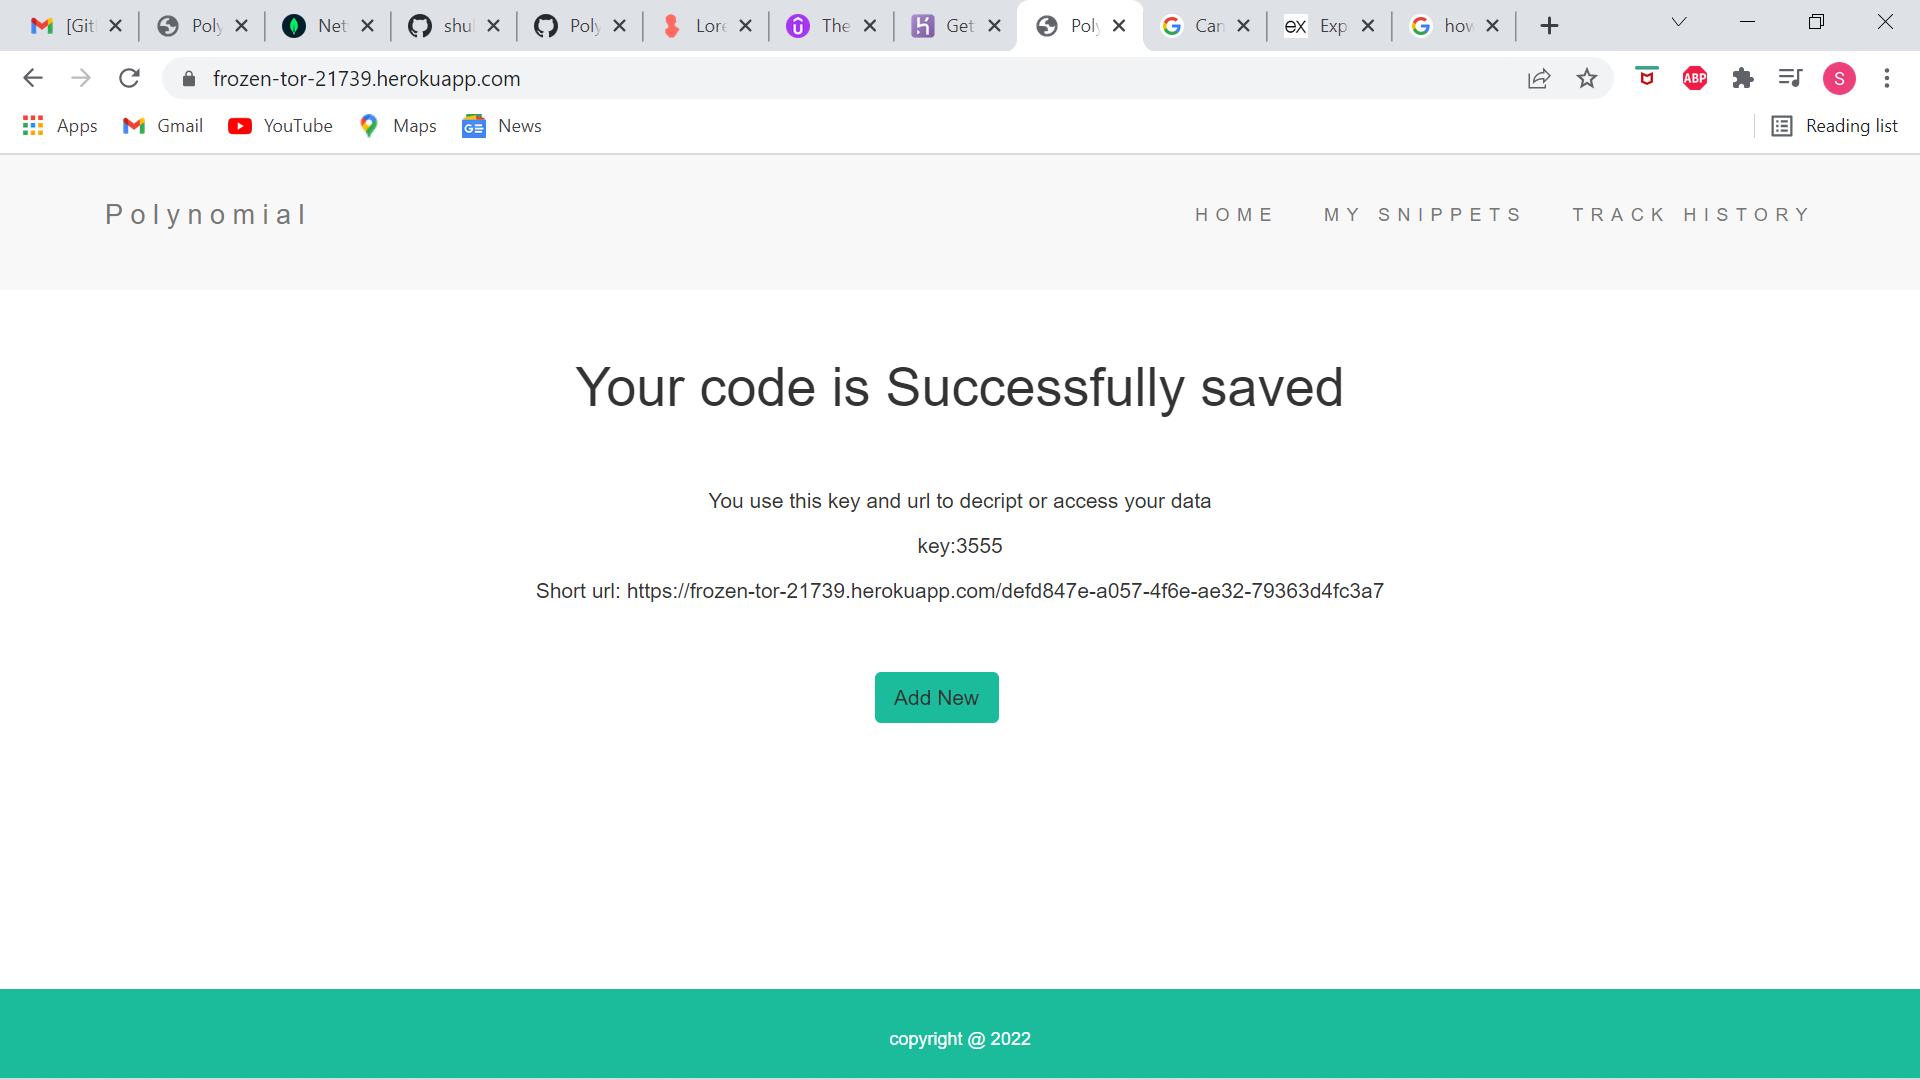 [Git Poly Net shul Poly Lore The Get Poly Can Exp how
frozen-tor-21739.herokuapp.com ABP S
Apps Gmail YouTube Maps GE News Reading list
Polynomial HOME MY SNIPPETS TRACK HISTORY
Your code is Successfully saved
You use this key and url to decript or access your data
key:3555
Short url: https://frozen-tor-21739.herokuapp.com/defd847e-a057-4f6e-ae32-79363d4fc3a7
Add New
copyright @ 2022